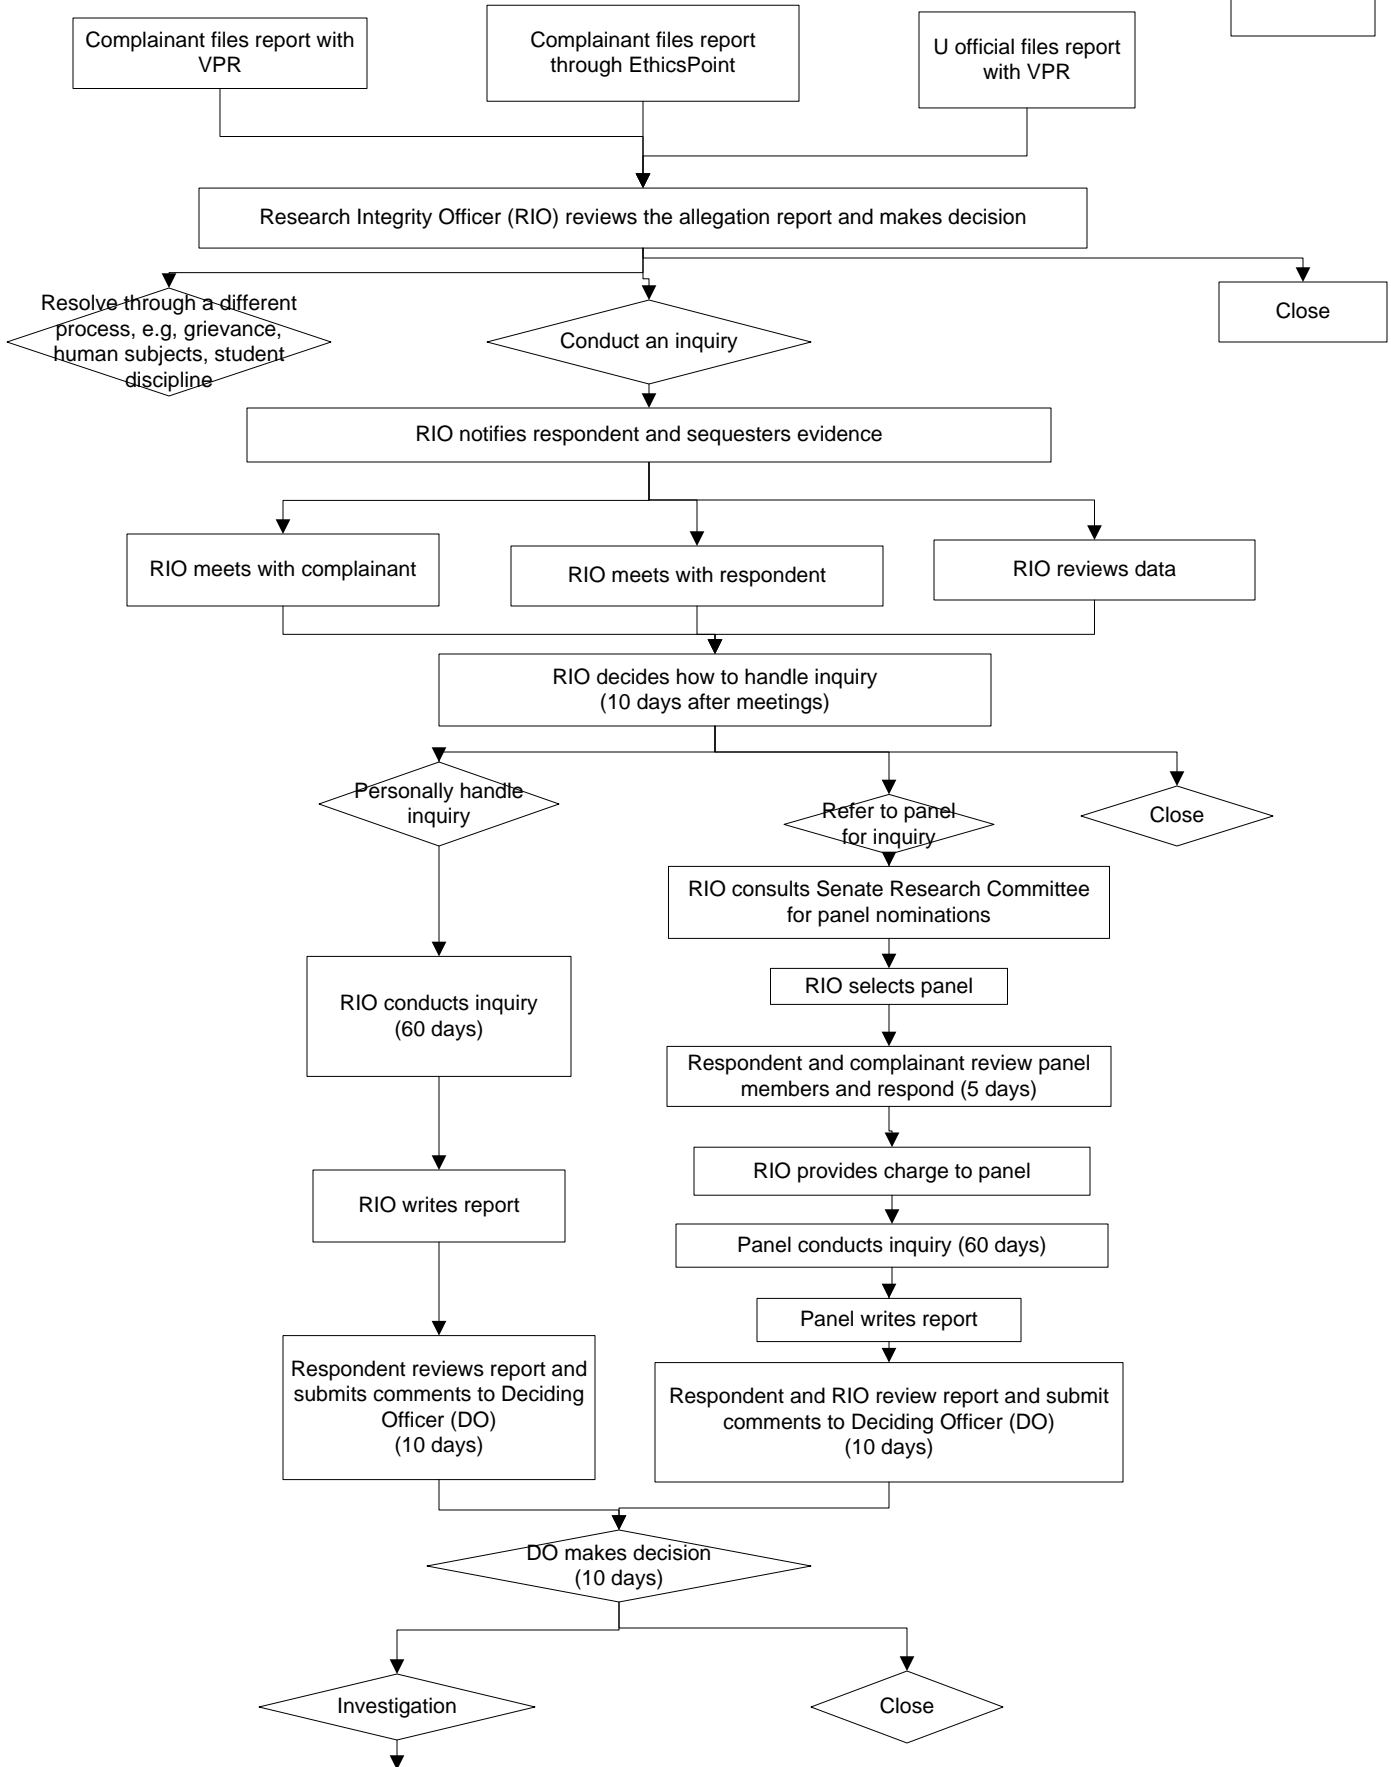 Complainant files report with
VPR
Complainant files report
through EthicsPoint
U official files report
with VPR
Research Integrity Officer (RIO) reviews the allegation report and makes decision
Resolve through a different
process, e.g, grievance,
human subjects, student
discipline
Conduct an inquiry
Close
RIO notifies respondent and sequesters evidence
RIO meets with complainant
RIO meets with respondent
RIO reviews data
RIO decides how to handle inquiry
(10 days after meetings)
Personally handle
inquiry
Refer to panel
for inquiry
Close
RIO consults Senate Research Committee
for panel nominations
RIO selects panel
RIO conducts inquiry
(60 days)
Respondent and complainant review panel
members and respond (5 days)
RIO provides charge to panel
RIO writes report
Panel conducts inquiry (60 days)
Panel writes report
Respondent reviews report and
submits comments to Deciding
Officer (DO)
(10 days)
Respondent and RIO review report and submit
comments to Deciding Officer (DO)
(10 days)
DO makes decision
(10 days)
Investigation
Close